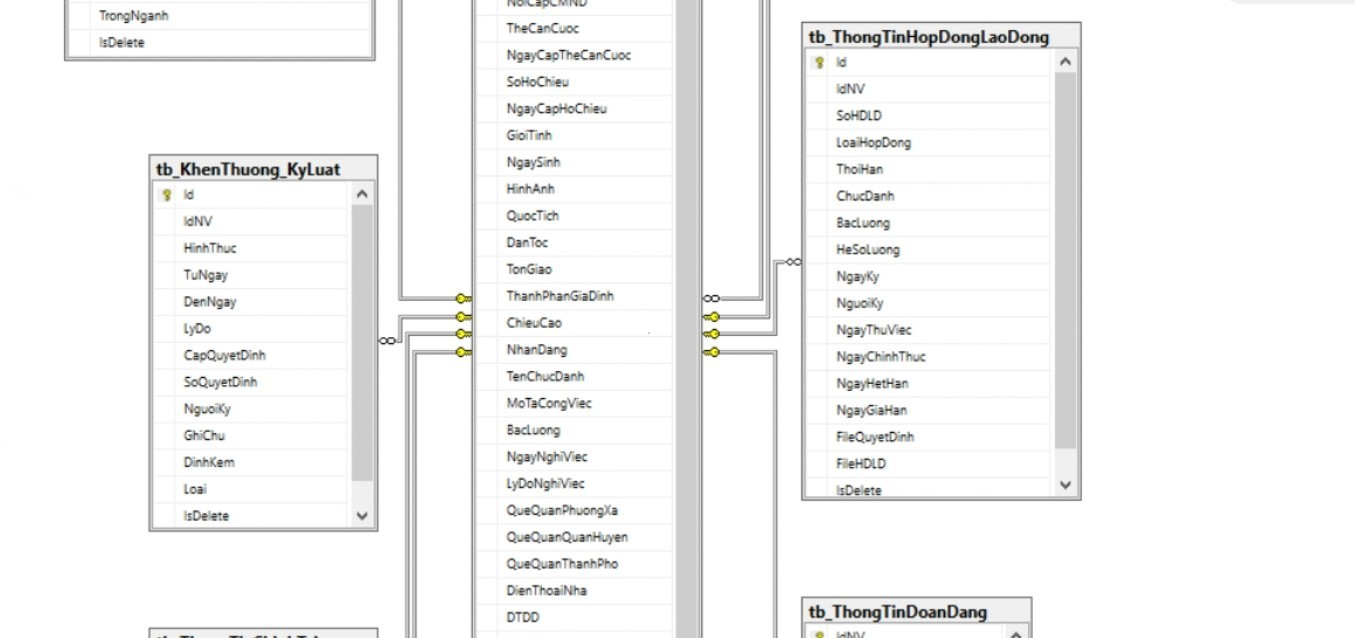 TrongNganh
IsDelete
tb_KhenThuong_KyLuat
Id
IdNV
HinhThuc
TuNgay
DenNgay
LyDo
CapQuyetDinh
SoQuyetDinh
NguoiKy
GhiChu
DinhKem
Loai
IsDelete
NoiCapCMND
TheCanCuoc
NgayCapTheCanCuoc
SoHoChieu
NgayCapHoChieu
GioiTinh
NgaySinh
HinhAnh
QuocTich
DanToc
TonGiao
ThanhPhanGiaDinh
ChieuCao
NhanDang
TenChucDanh
MoTaCongViec
BacLuong
NgayNghiViec
LyDoNghiViec
QueQuanPhuongXa
QueQuanQuanHuyen
QueQuanThanhPho
DienThoaiNha
DTDD
tb_ThongTinHopDongLaoDong
Id
IdNV
SoHDLD
LoaiHopDong
ThoiHan
ChucDanh
BacLuong
HeSoLuong
NgayKy
NguoiKy
NgayThuViec
NgayChinhThuc
NgayHetHan
NgayGiaHan
FileQuyetDinh
FileHDLD
IsDelete
tb_ThongTinDoanDang
IdNV